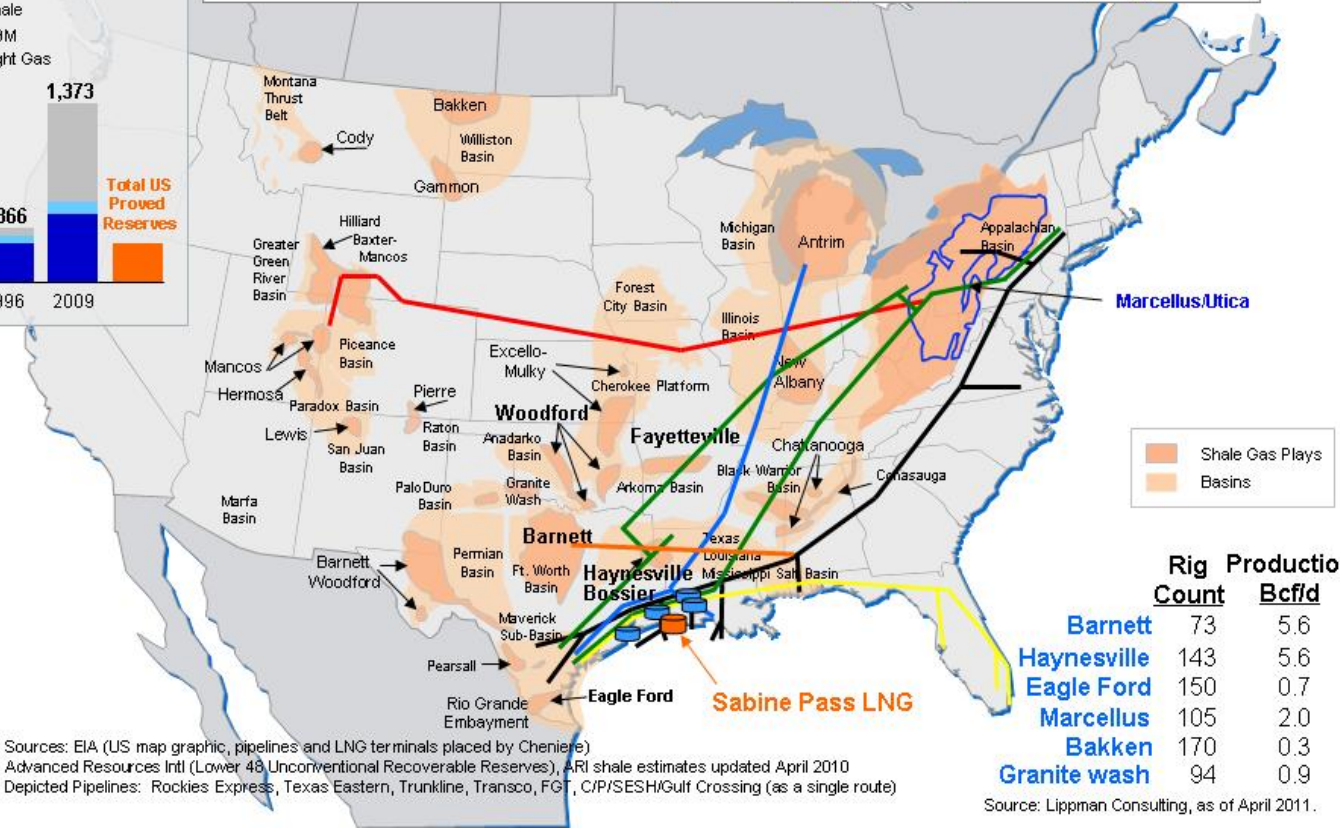 1,373
Total US
Proved
Reserves
2009
Montana
Thrust
Belt
Cody
Bakken
Williston
Basin
Gammon
Hilliard
Baxter-
Mancos
Greater
Green
River
Basin
Michigan
Basin
Antrim
Appalachian
Basin
Marcellus/Utica
Forest
City Basin
Illinois
Basin
Piceance
Basin
Mancos
Hermosa
Paradox Basin
Lewis
San Juan
Basin
Pierre
Raton
Basin
Excello-
Mulky
Cherokee Platform
New
Albany
Woodford
Anadarko
Basin
Fayetteville
Chattanooga
Black Warrior
Basin
Conasauga
Granite
Wash
Arkoma Basin
Palo Duro
Basin
Marfa
Basin
Barnett
Texas
Louisiana
Mississippi Salt Basin
Barnett
Woodford
Permian
Basin
Ft. Worth
Basin
Haynesville
Bossier
Maverick
Sub-Basin
Pearsall
Rio Grande
Embayment
Eagle Ford
Sabine Pass LNG
Shale Gas Plays
Basins
Rig Productio
Count Bcf/d
Barnett 73 5.6
Haynesville 143 5.6
Eagle Ford 150 0.7
Marcellus 105 2.0
Bakken 170 0.3
Granite wash 94 0.9
Source: Lippman Consulting, as of April 2011.
Sources: EIA (US map graphic, pipelines and LNG terminals placed by Cheniere)
Advanced Resources Intl (Lower 48 Unconventional Recoverable Reserves), ARI shale estimates updated April 2010
Depicted Pipelines: Rockies Express, Texas Eastern, Trunkline, Transco, FGT, C/P/SESH/Gulf Crossing (as a single route)